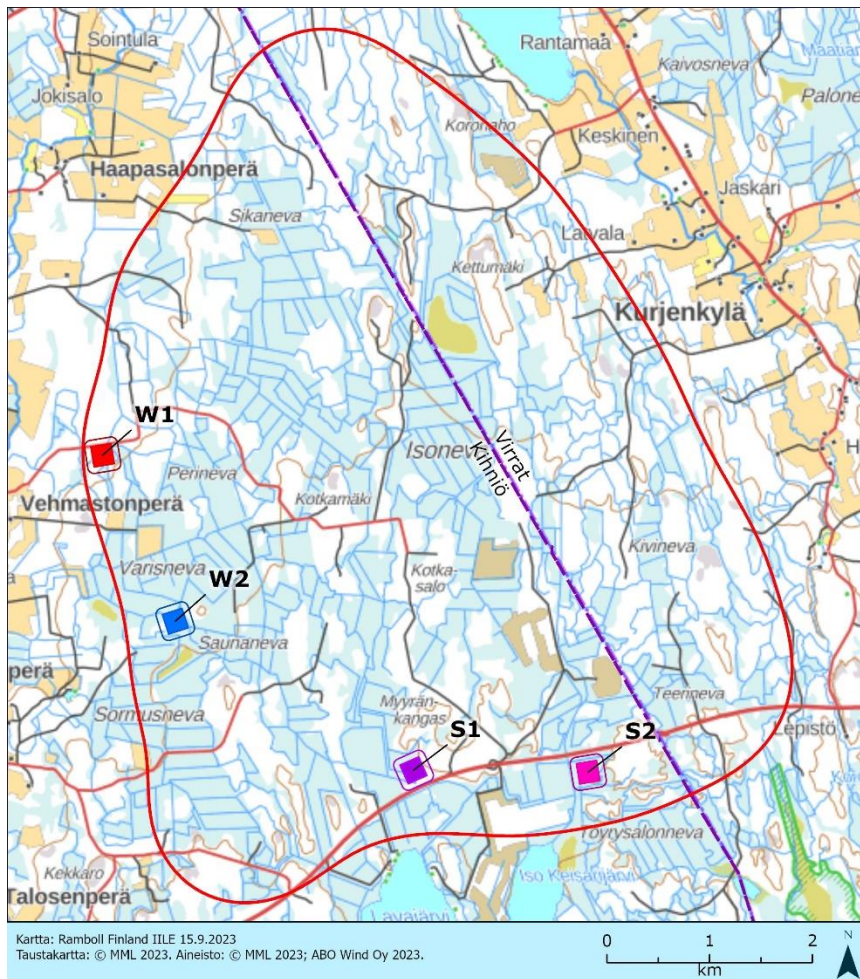 Sointula
Rantamaa
Kaivosneva
Jokisalo
Palone
Koronaho
Keskinen
Haapasalonperä
Jaskari
Sikaneva
Latvala
Kettumäki
Kurjenkylä
W1
Isoneva
Virrat
Kihniö
Perineva
Kotkamäki
Vehmastonperä
Kivineva
Varisneva
Kotka-
salo
W2
Saunaneva
perä
Myyrän-
kangas
Teerineva
Sormusneva
S1
S2
Lepistö
Töyrysalonneva
Kekkaro
Iso Keisarijärvi
Talosenperä
Lavajärvi
Kartta: Ramboll Finland IILE 15.9.2023
Taustakartta: © MML 2023. Aineisto: © MML 2023; ABO Wind Oy 2023.
0 1 2
km
N